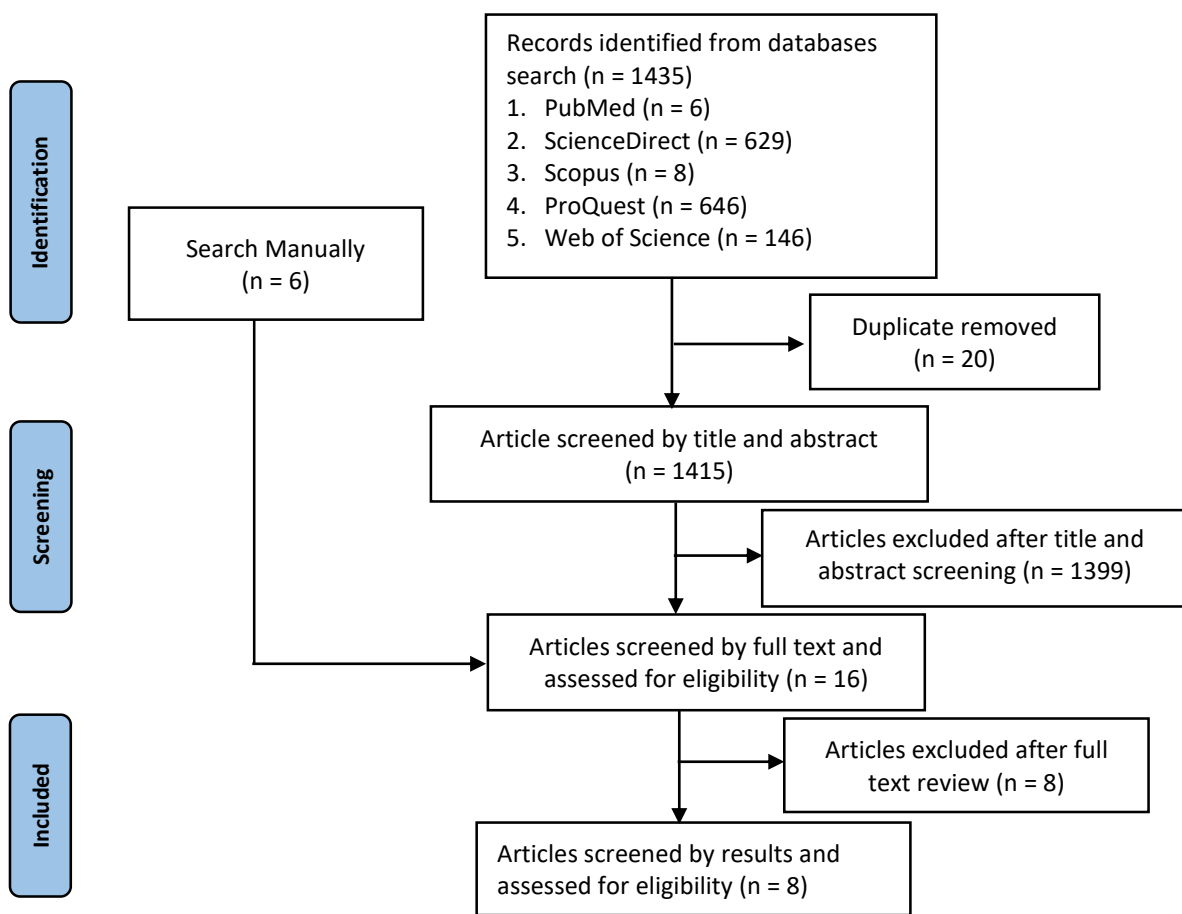 Identification
Records identified from databases
search (n = 1435)
1. PubMed (n = 6)
2. ScienceDirect (n = 629)
3. Scopus (n = 8)
4. ProQuest (n = 646)
5. Web of Science (n = 146)
Search Manually
(n = 6)
Duplicate removed
(n = 20)
Screening
Article screened by title and abstract
(n = 1415)
Articles excluded after title and
abstract screening (n = 1399)
Articles screened by full text and
assessed for eligibility (n = 16)
Included
Articles excluded after full
text review (n = 8)
Articles screened by results and
assessed for eligibility (n = 8)